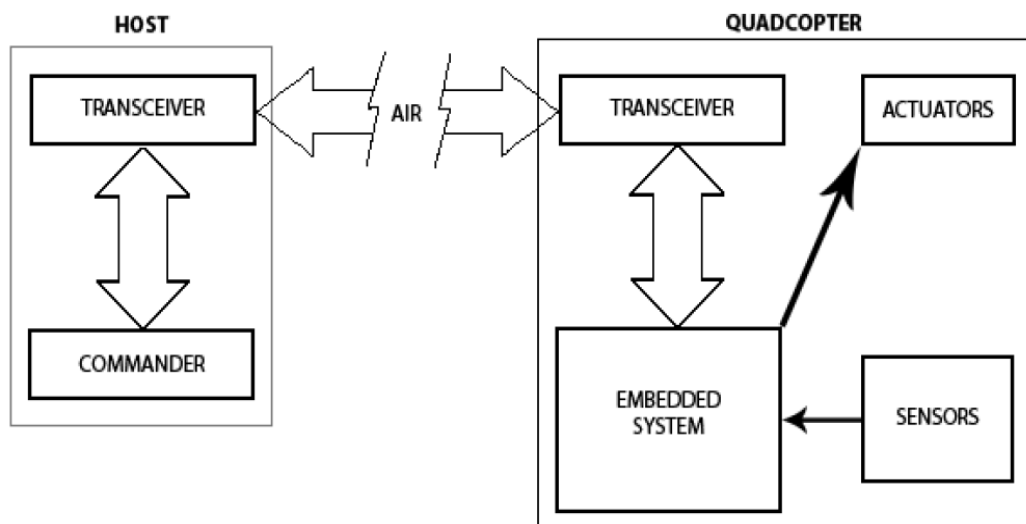 HOST
QUADCOPTER
TRANSCEIVER
AIR
TRANSCEIVER
ACTUATORS
COMMANDER
EMBEDDED
SYSTEM
SENSORS